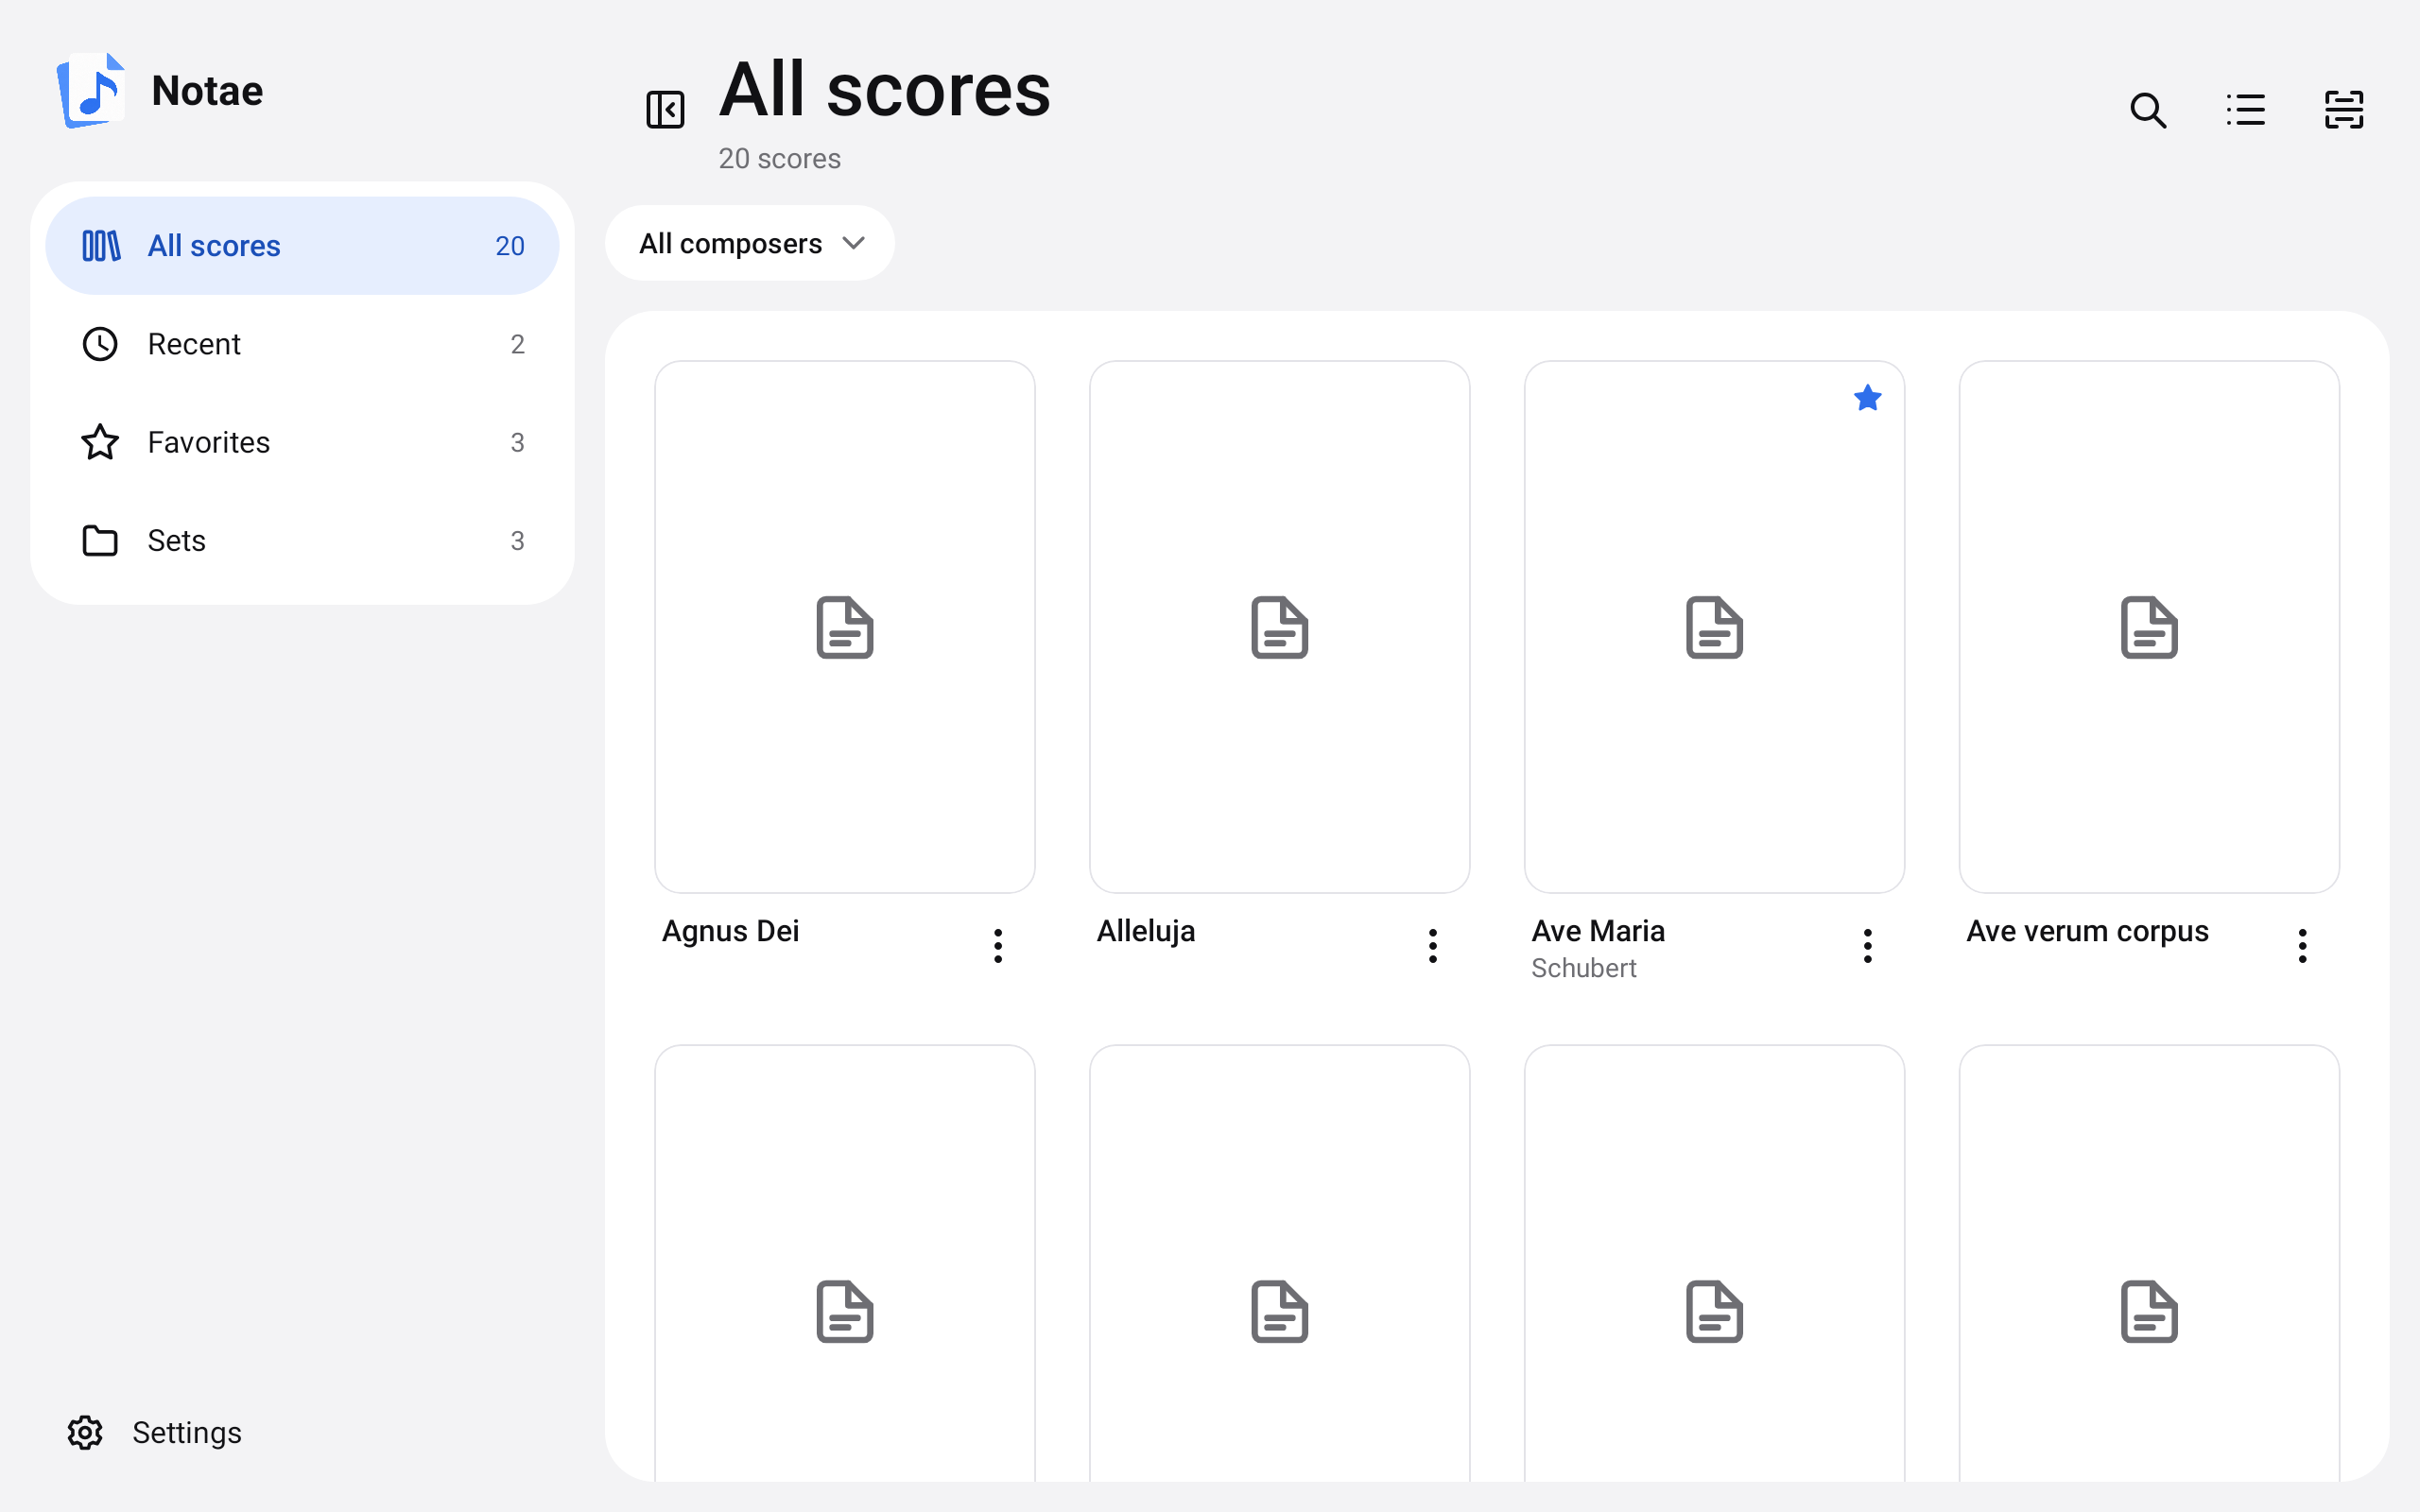 Notae
All scores
20 scores
All scores 20
Recent 2
Favorites 3
Sets 3
All composers
Agnus Dei
Alleluja
Ave Maria
Schubert
Ave verum corpus
Settings